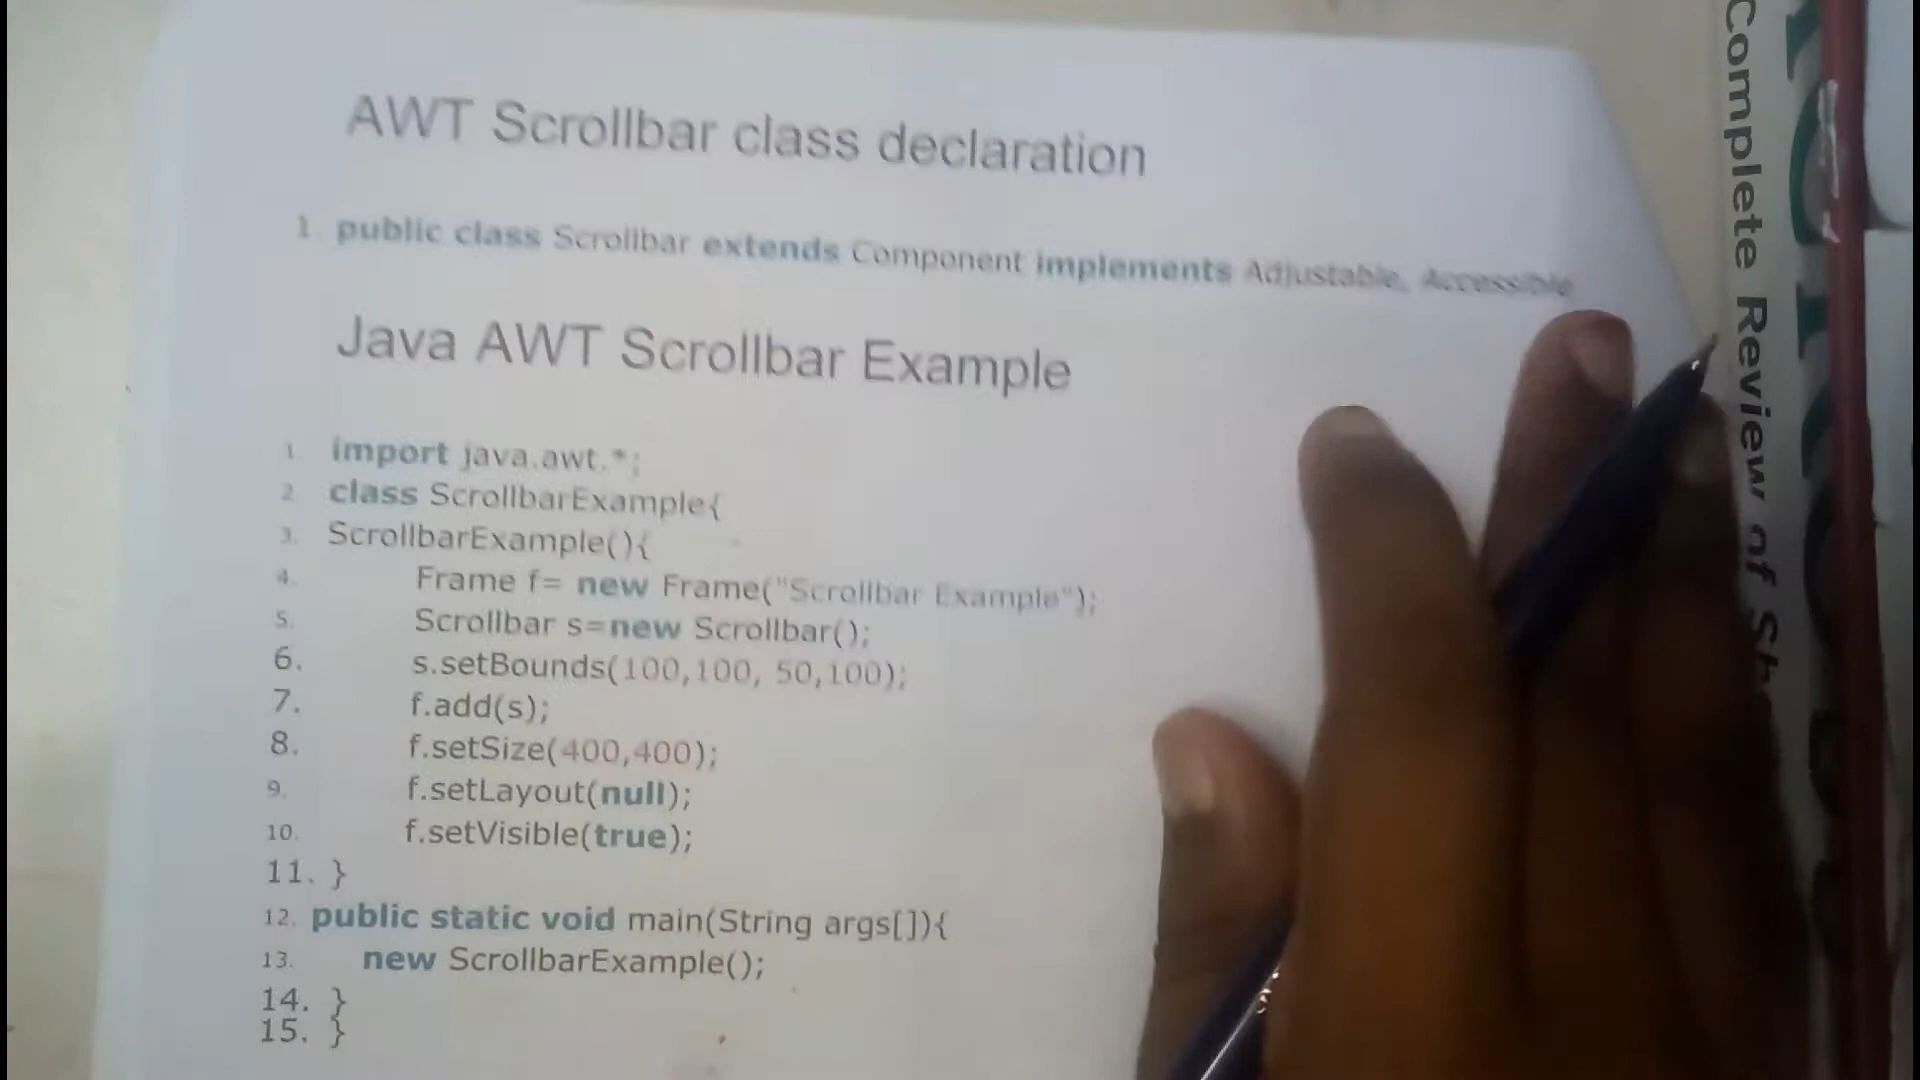 AWT Scrollbar class declaration
1. public class Scrollbar extends Component implements Adjustable, Accessible
Java AWT Scrollbar Example
1. import java.awt.*;
2. class ScrollbarExample{
3. ScrollbarExample(){
4. Frame f= new Frame("Scrollbar Example");
5. Scrollbar s=new Scrollbar();
6. s.setBounds(100,100, 50,100);
7. f.add(s);
8. f.setSize(400,400);
9. f.setLayout(null);
10. f.setVisible(true);
11. }
12. public static void main(String args[]){
13. new ScrollbarExample();
14. }
15. }
Complete Review of